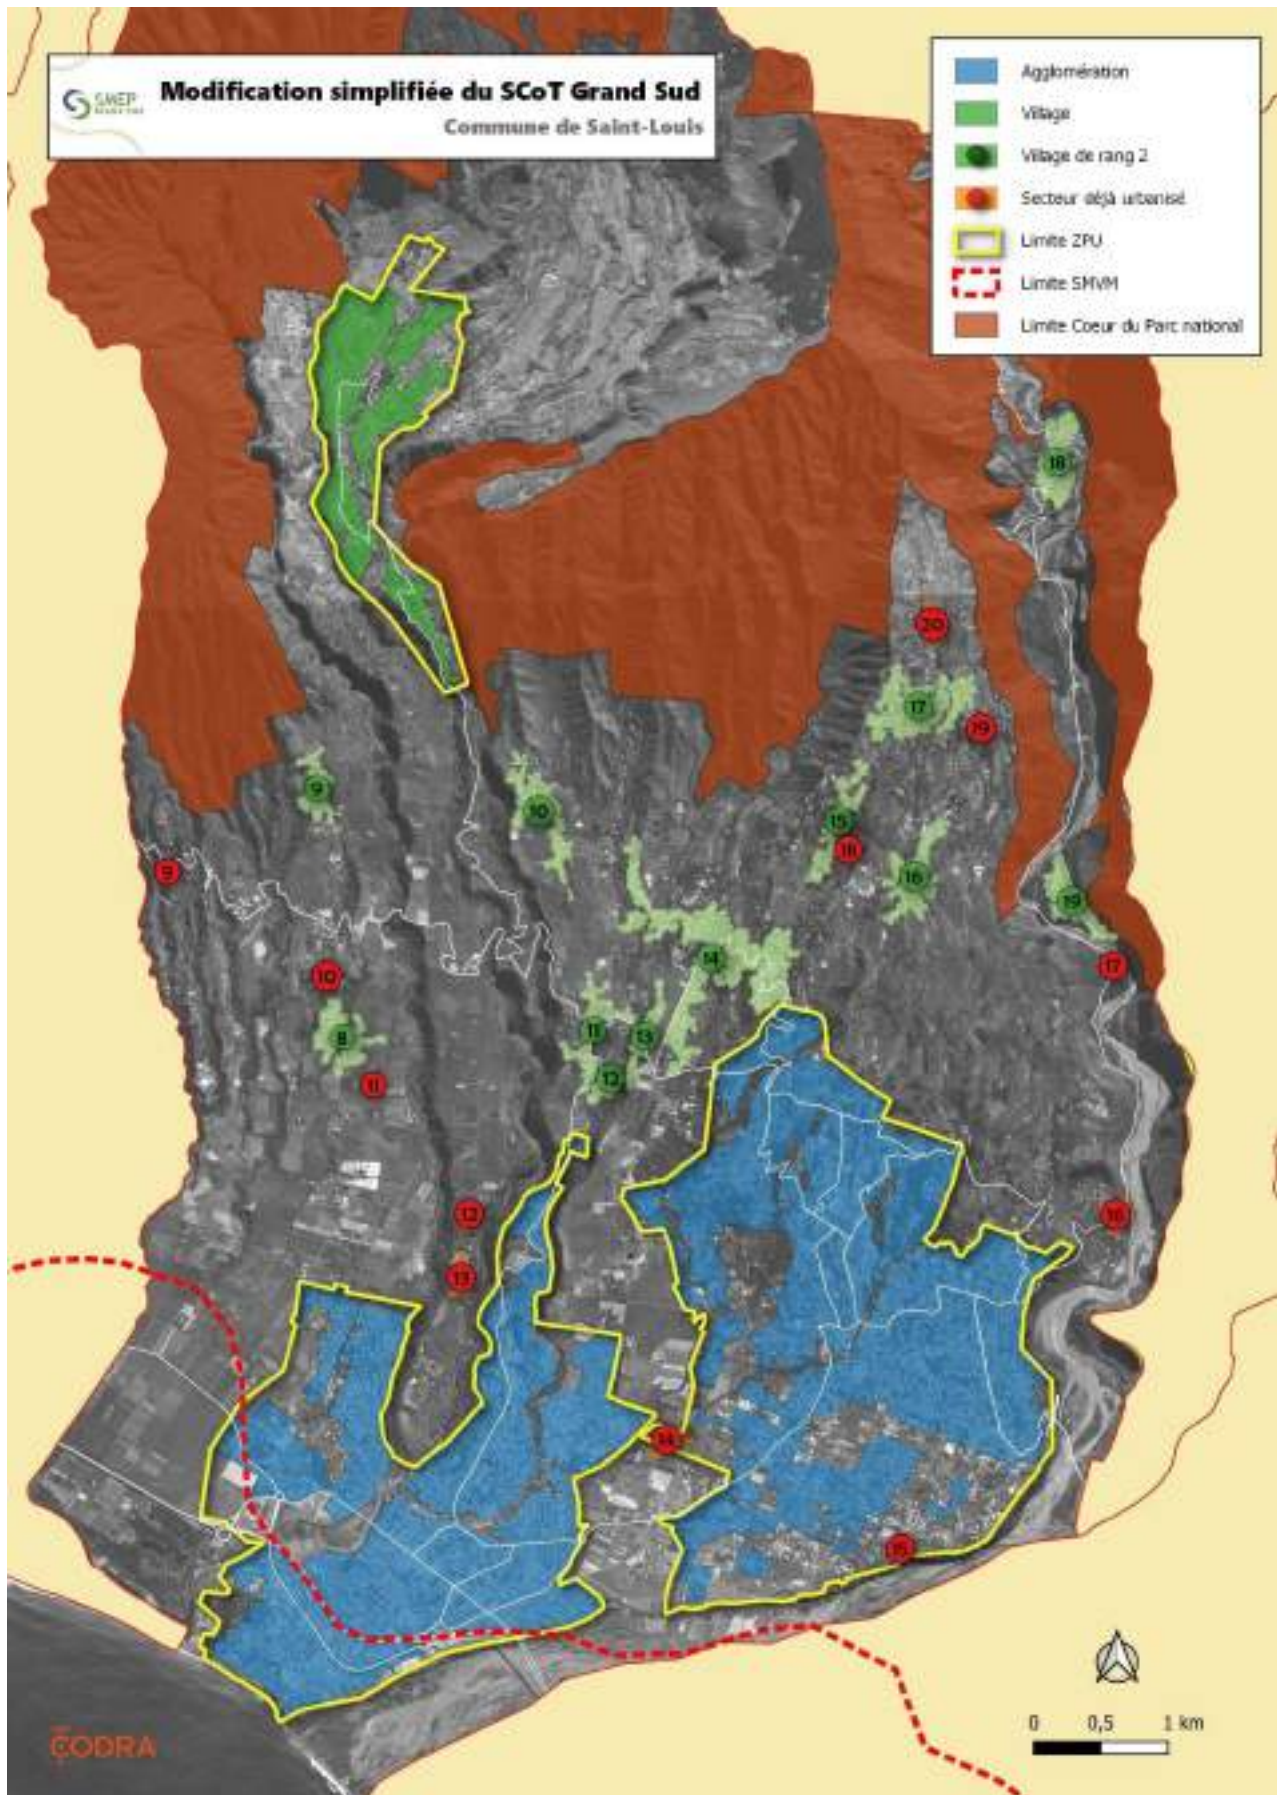 SMEP
Modification simplifiée du SCoT Grand Sud
Commune de Saint-Louis
Agglomération
Village
Village de rang 2
Secteur déjà urbanisé
Limite ZPU
Limite SMVM
Limite Coeur du Parc national
18
20
17
19
9
10
15
18
9
16
19
14
17
10
11
13
8
12
11
12
16
13
14
15
0 0,5 1 km
CODRA